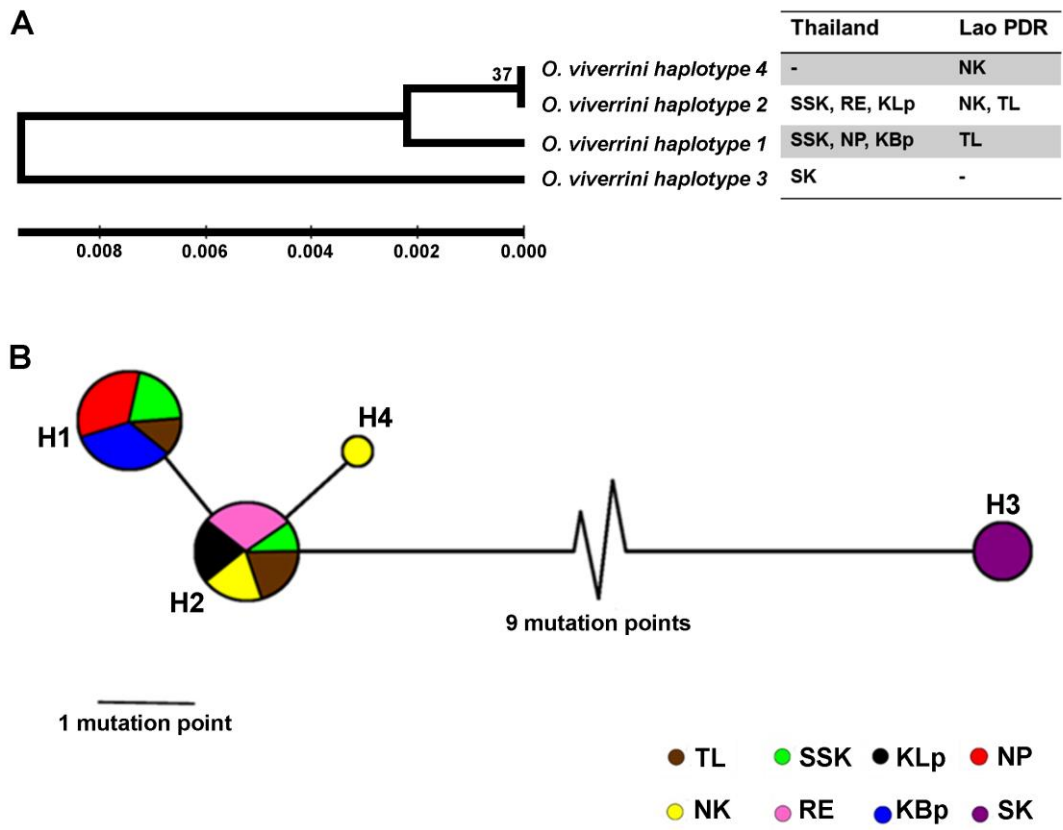 A
Thailand Lao PDR
37 O. viverrini haplotype 4 - NK
O. viverrini haplotype 2 SSK, RE, KLp NK, TL
O. viverrini haplotype 1 SSK, NP, KBp TL
O. viverrini haplotype 3 SK -
0.008 0.006 0.004 0.002 0.000
B
H1
H4
H3
H2
9 mutation points
1 mutation point
TL SSK KLp NP
NK RE KBp SK